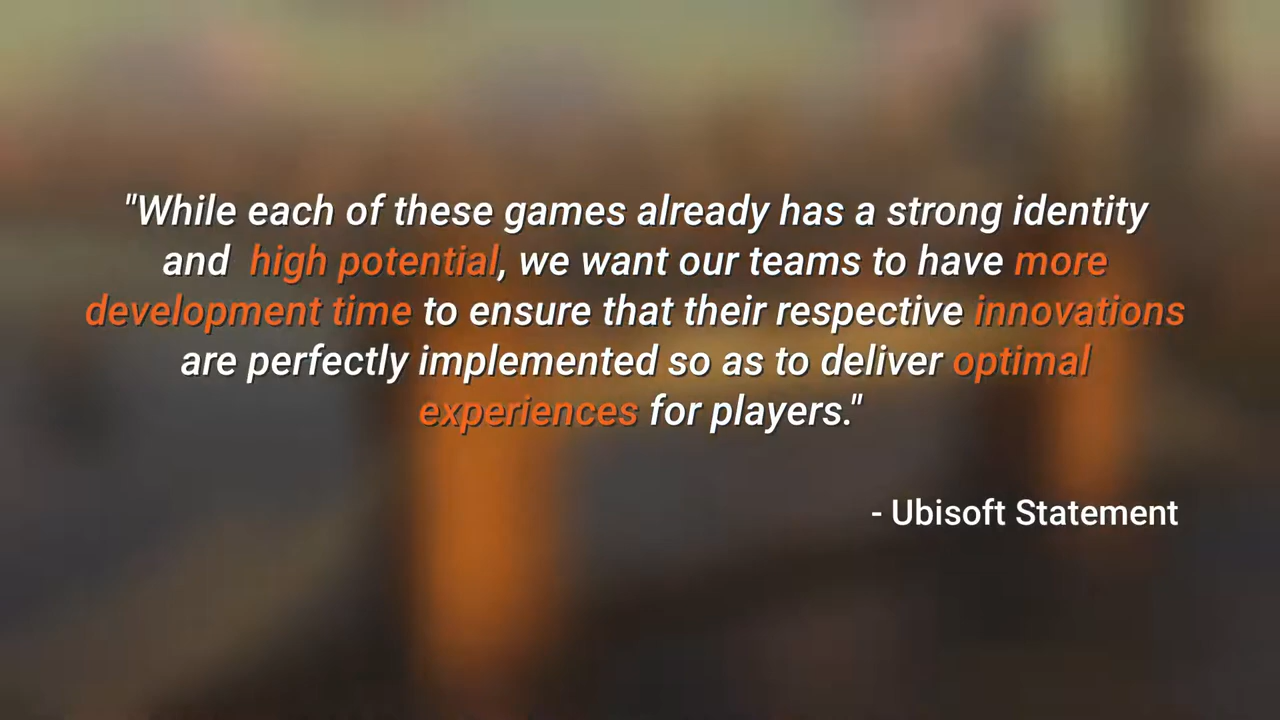 "While each of these games already has a strong identity
and  high potential, we want our teams to have more
development time to ensure that their respective innovations
are perfectly implemented so as to deliver optimal
experiences for players."
- Ubisoft Statement